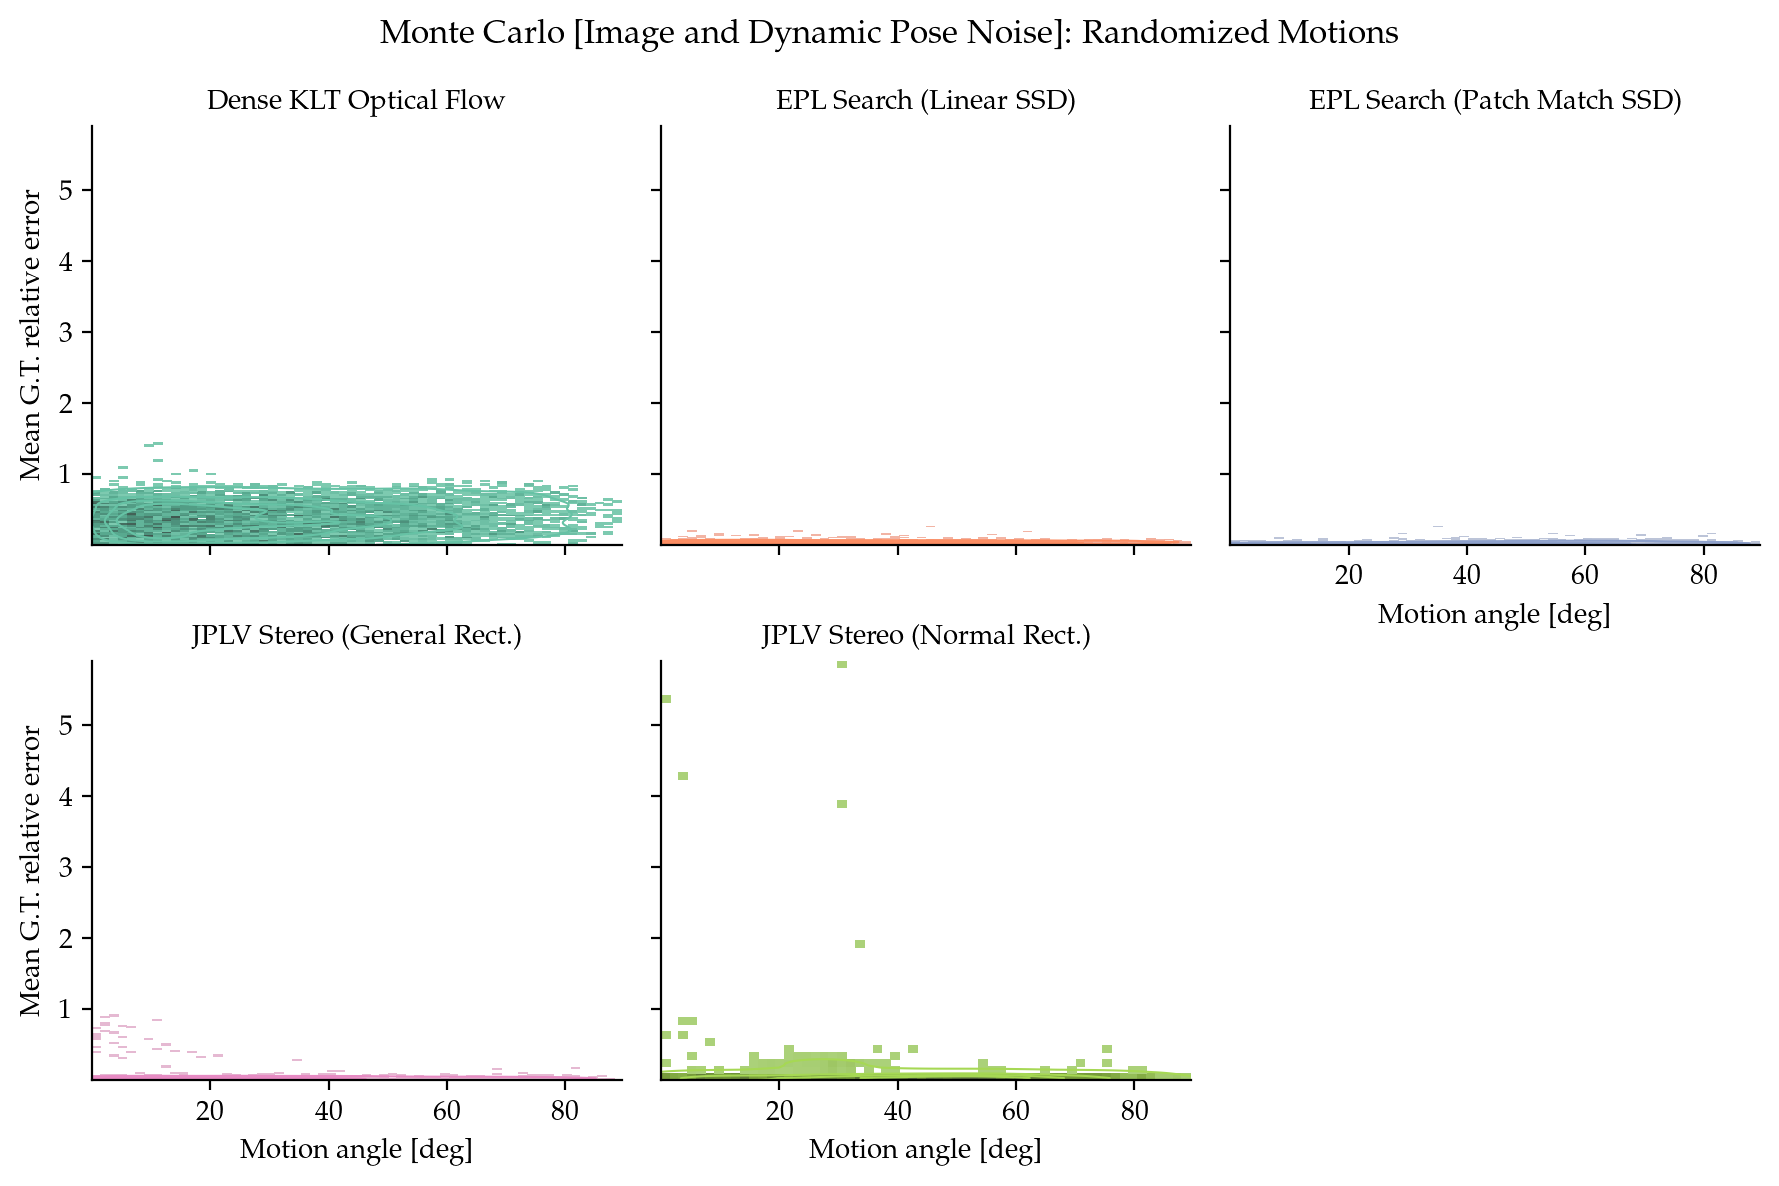 Monte Carlo [Image and Dynamic Pose Noise]: Randomized Motions
Dense KLT Optical Flow
EPL Search (Linear SSD)
EPL Search (Patch Match SSD)
Mean G.T. relative error
5
4
3
2
1
20 40 60 80
Motion angle [deg]
JPLV Stereo (General Rect.)
JPLV Stereo (Normal Rect.)
Mean G.T. relative error
5
4
3
2
1
20 40 60 80
20 40 60 80
Motion angle [deg]
Motion angle [deg]